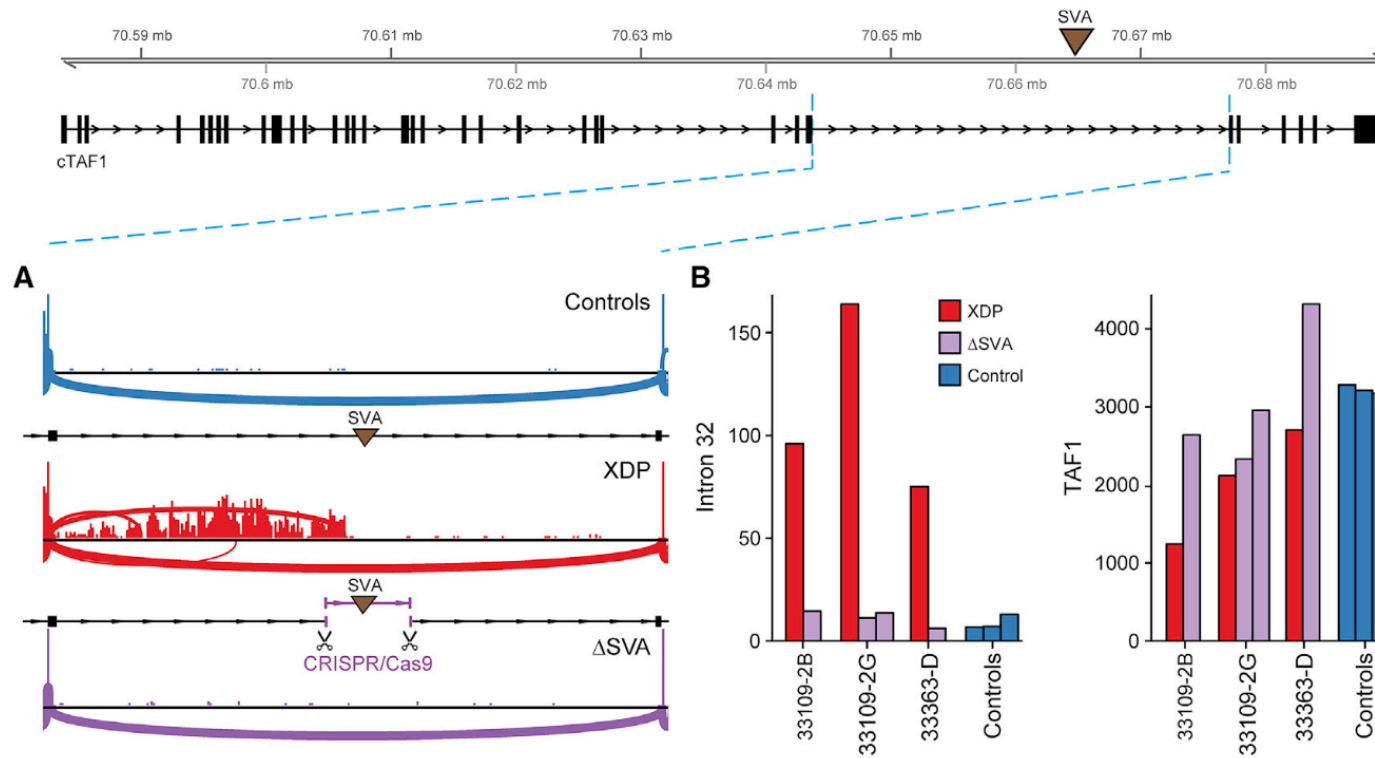 SVA
70.59 mb 70.61 mb 70.63 mb 70.65 mb 70.67 mb
70.6 mb 70.62 mb 70.64 mb 70.66 mb 70.68 mb
cTAF1
A
Controls
SVA
XDP
SVA
CRISPR/Cas9
ΔSVA
B
Intron 32
150
100
50
0
XDP
ΔSVA
Control
33109-2B
33109-2G
33363-D
Controls
TAF1
4000
3000
2000
1000
0
33109-2B
33109-2G
33363-D
Controls